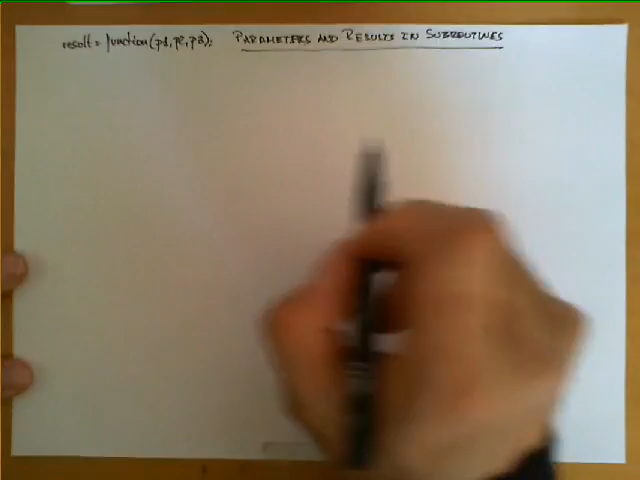 result = function(p1,p2,p3);
PARAMETERS AND RESULTS IN SUBROUTINES